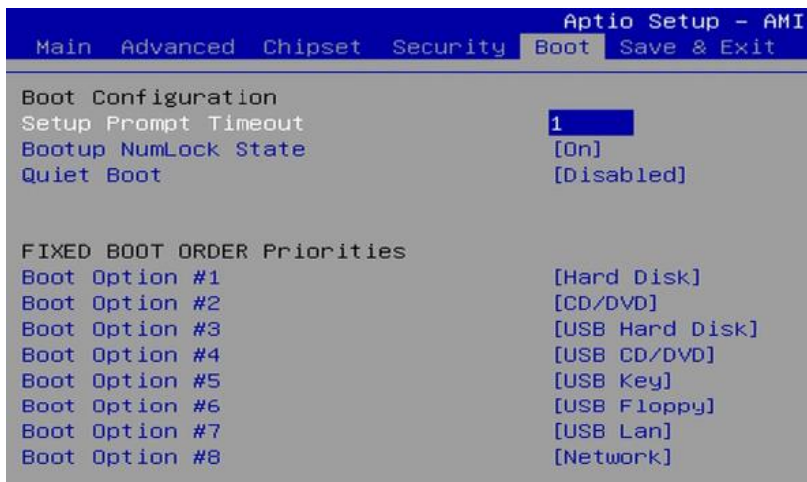 Aptio Setup – AMI
Main Advanced Chipset Security Boot Save & Exit
Boot Configuration
Setup Prompt Timeout 1
Bootup NumLock State [On]
Quiet Boot [Disabled]
FIXED BOOT ORDER Priorities
Boot Option #1 [Hard Disk]
Boot Option #2 [CD/DVD]
Boot Option #3 [USB Hard Disk]
Boot Option #4 [USB CD/DVD]
Boot Option #5 [USB Key]
Boot Option #6 [USB Floppy]
Boot Option #7 [USB Lan]
Boot Option #8 [Network]